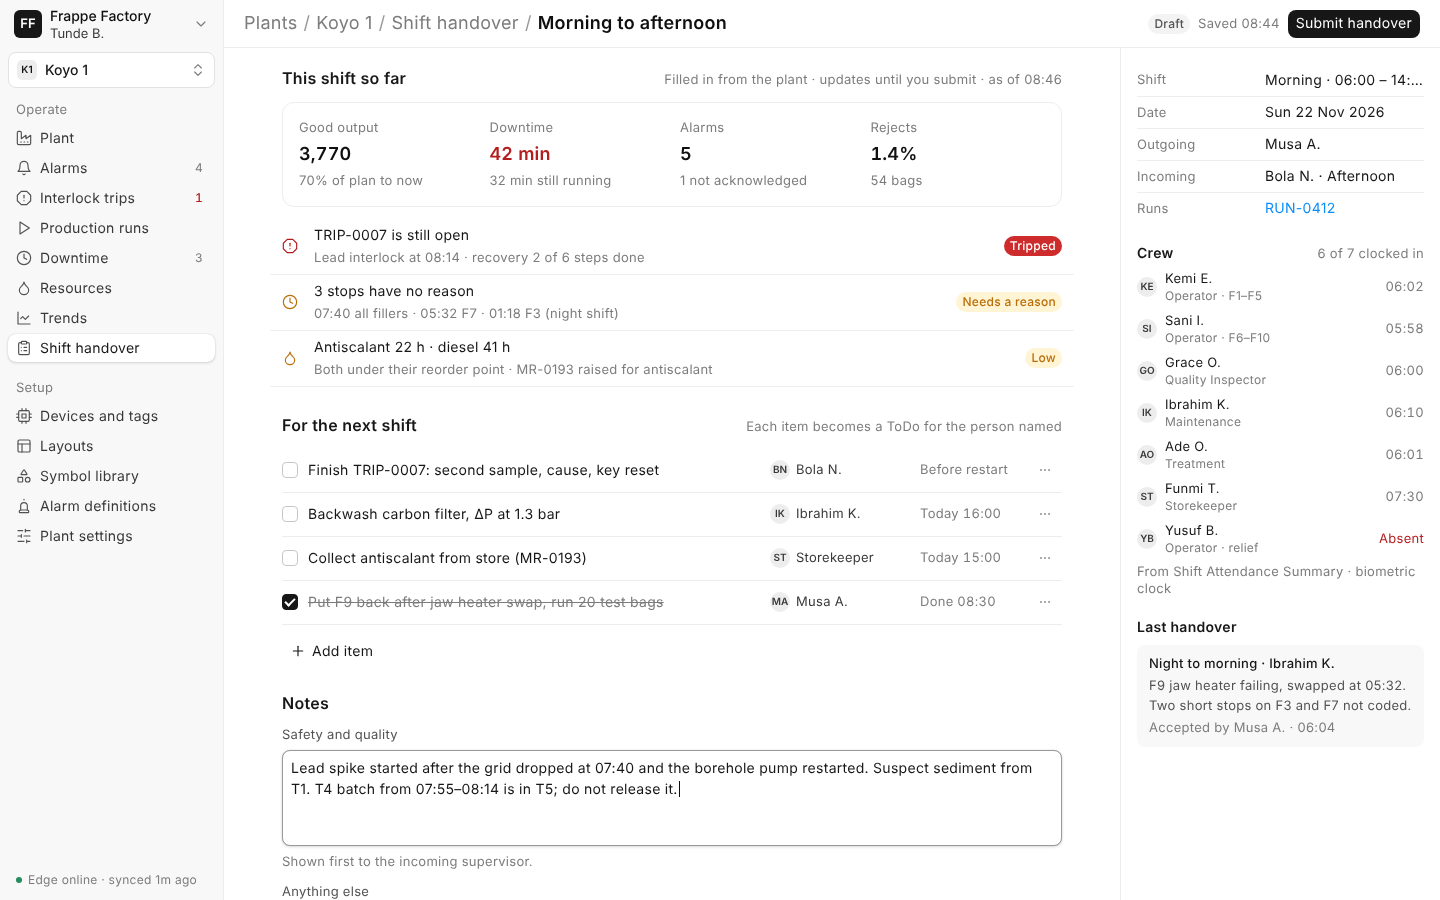 FF
Frappe Factory
Tunde B.
K1 Koyo 1
Operate
Plant
Alarms 4
Interlock trips 1
Production runs
Downtime 3
Resources
Trends
Shift handover
Setup
Devices and tags
Layouts
Symbol library
Alarm definitions
Plant settings
Edge online · synced 1m ago
Plants / Koyo 1 / Shift handover / Morning to afternoon
Draft Saved 08:44 Submit handover
This shift so far
Filled in from the plant · updates until you submit · as of 08:46
Good output
3,770
70% of plan to now
Downtime
42 min
32 min still running
Alarms
5
1 not acknowledged
Rejects
1.4%
54 bags
TRIP-0007 is still open
Lead interlock at 08:14 · recovery 2 of 6 steps done
Tripped
3 stops have no reason
07:40 all fillers · 05:32 F7 · 01:18 F3 (night shift)
Needs a reason
Antiscalant 22 h · diesel 41 h
Both under their reorder point · MR-0193 raised for antiscalant
Low
For the next shift
Each item becomes a ToDo for the person named
Finish TRIP-0007: second sample, cause, key reset BN Bola N. Before restart ···
Backwash carbon filter, ΔP at 1.3 bar IK Ibrahim K. Today 16:00 ···
Collect antiscalant from store (MR-0193) ST Storekeeper Today 15:00 ···
Put F9 back after jaw heater swap, run 20 test bags MA Musa A. Done 08:30 ···
+ Add item
Notes
Safety and quality
Lead spike started after the grid dropped at 07:40 and the borehole pump restarted. Suspect sediment from
T1. T4 batch from 07:55–08:14 is in T5; do not release it.
Shown first to the incoming supervisor.
Anything else
Shift Morning · 06:00 – 14:...
Date Sun 22 Nov 2026
Outgoing Musa A.
Incoming Bola N. · Afternoon
Runs RUN-0412
Crew 6 of 7 clocked in
KE Kemi E. 06:02
Operator · F1–F5
SI Sani I. 05:58
Operator · F6–F10
GO Grace O. 06:00
Quality Inspector
IK Ibrahim K. 06:10
Maintenance
AO Ade O. 06:01
Treatment
ST Funmi T. 07:30
Storekeeper
YB Yusuf B. Absent
Operator · relief
From Shift Attendance Summary · biometric
clock
Last handover
Night to morning · Ibrahim K.
F9 jaw heater failing, swapped at 05:32.
Two short stops on F3 and F7 not coded.
Accepted by Musa A. · 06:04